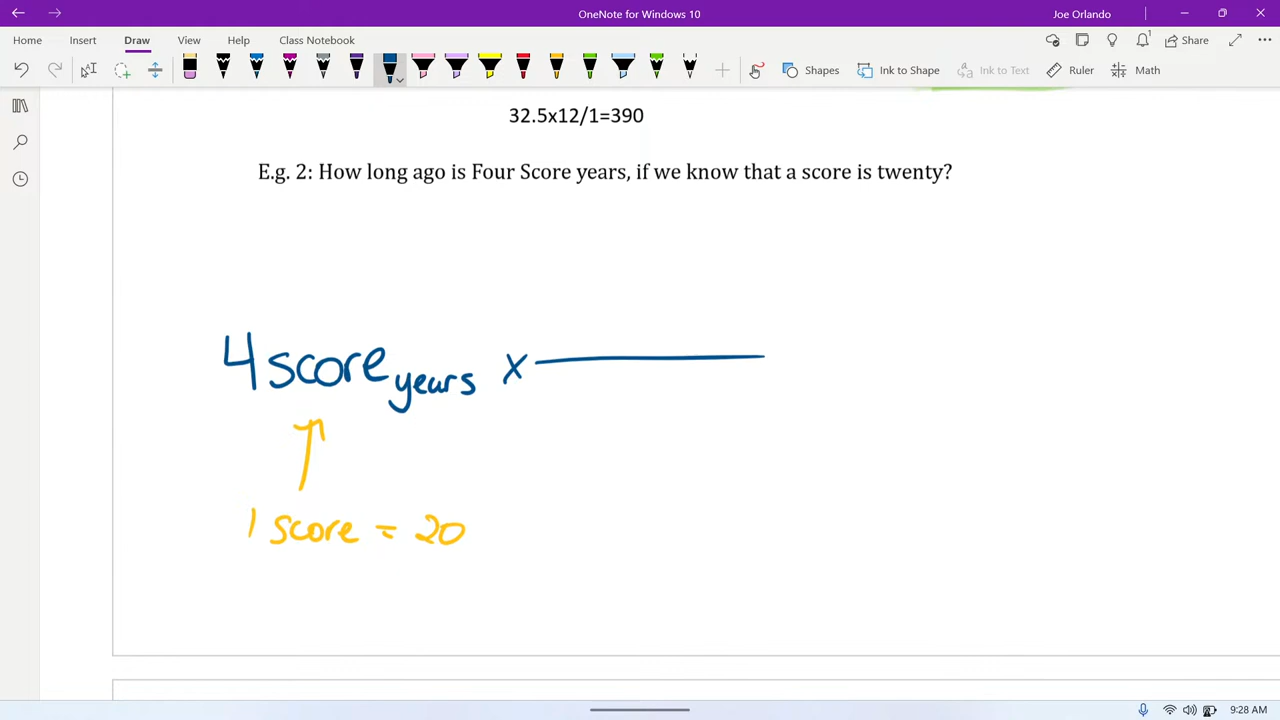 OneNote for Windows 10
Joe Orlando
Home Insert Draw View Help Class Notebook
Share
Shapes Ink to Shape Ink to Text Ruler Math
32.5x12/1=390
E.g. 2: How long ago is Four Score years, if we know that a score is twenty?
4 score years x
1 score = 20
9:28 AM